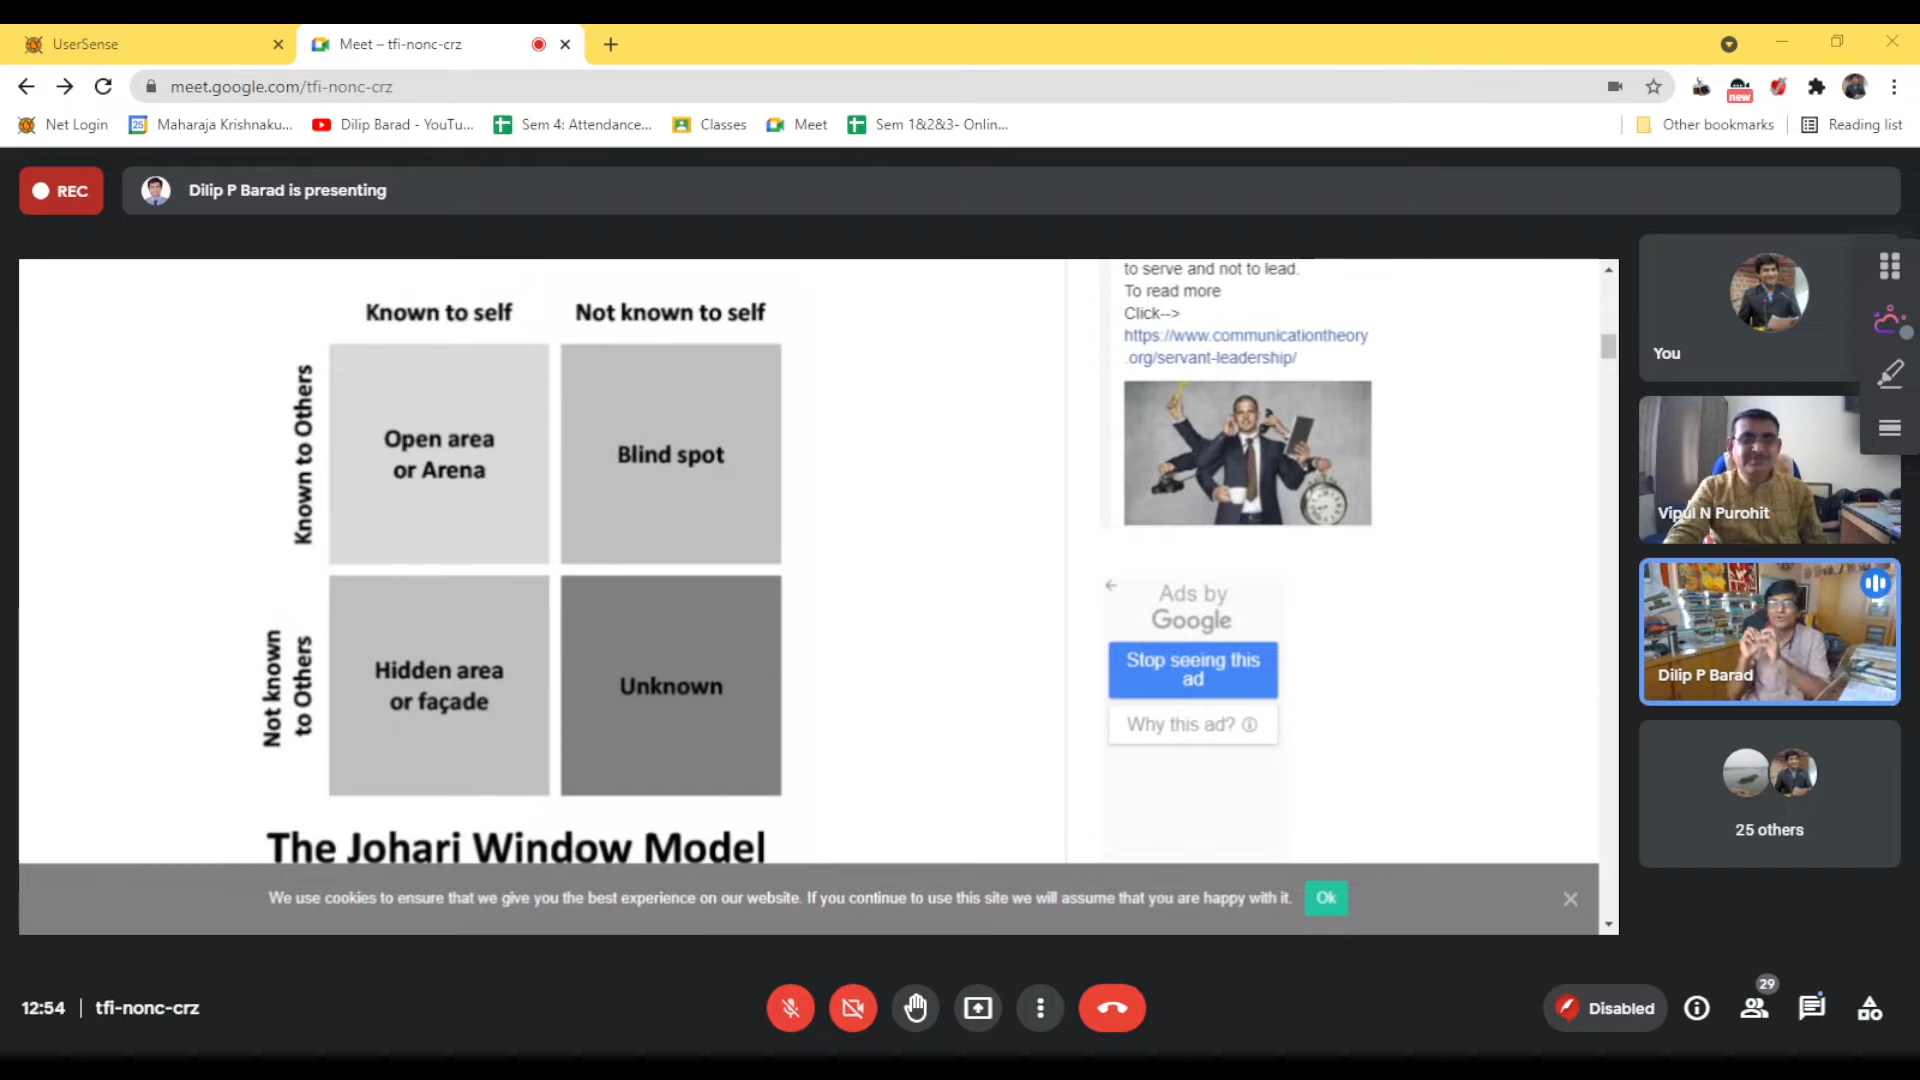 UserSense
Meet – tfi-nonc-crz
meet.google.com/tfi-nonc-crz
new
Net Login
25
Maharaja Krishnaku...
Dilip Barad - YouTu...
Sem 4: Attendance...
Classes
Meet
Sem 1&2&3- Onlin...
Other bookmarks
Reading list
REC
Dilip P Barad is presenting
Known to self
Not known to self
Known to Others
Open area
or Arena
Blind spot
Not known
to Others
Hidden area
or façade
Unknown
The Johari Window Model
to serve and not to lead.
To read more
Click-->
https://www.communicationtheory
.org/servant-leadership/
Ads by
Google
Stop seeing this
ad
Why this ad?
We use cookies to ensure that we give you the best experience on our website. If you continue to use this site we will assume that you are happy with it.
Ok
You
Vipul N Purohit
Dilip P Barad
25 others
12:54
tfi-nonc-crz
Disabled
29